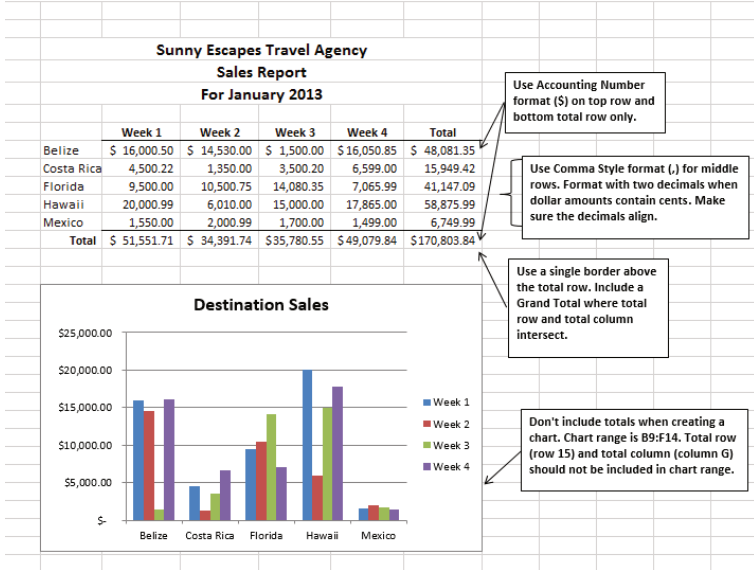 Sunny Escapes Travel Agency
Sales Report
For January 2013
Week 1 Week 2 Week 3 Week 4 Total
Belize $ 16,000.50 $ 14,530.00 $ 1,500.00 $16,050.85 $ 48,081.35
Costa Rica 4,500.22 1,350.00 3,500.20 6,599.00 15,949.42
Florida 9,500.00 10,500.75 14,080.35 7,065.99 41,147.09
Hawaii 20,000.99 6,010.00 15,000.00 17,865.00 58,875.99
Mexico 1,550.00 2,000.99 1,700.00 1,499.00 6,749.99
Total $ 51,551.71 $ 34,391.74 $35,780.55 $49,079.84 $170,803.84
Use Accounting Number
format ($) on top row and
bottom total row only.
Use Comma Style format (,) for middle
rows. Format with two decimals when
dollar amounts contain cents. Make
sure the decimals align.
Use a single border above
the total row. Include a
Grand Total where total
row and total column
intersect.
Destination Sales
$25,000.00
$20,000.00
$15,000.00
$10,000.00
$5,000.00
$-
Belize Costa Rica Florida Hawaii Mexico
Week 1
Week 2
Week 3
Week 4
Don't include totals when creating a
chart. Chart range is B9:F14. Total row
(row 15) and total column (column G)
should not be included in chart range.